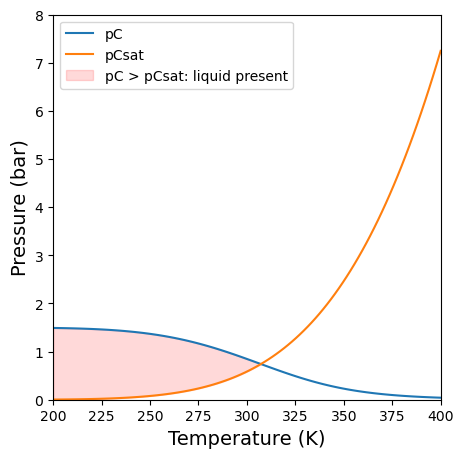 pC
pCsat
pC > pCsat: liquid present
8
7
6
5
4
3
2
1
0
Pressure (bar)
200 225 250 275 300 325 350 375 400
Temperature (K)